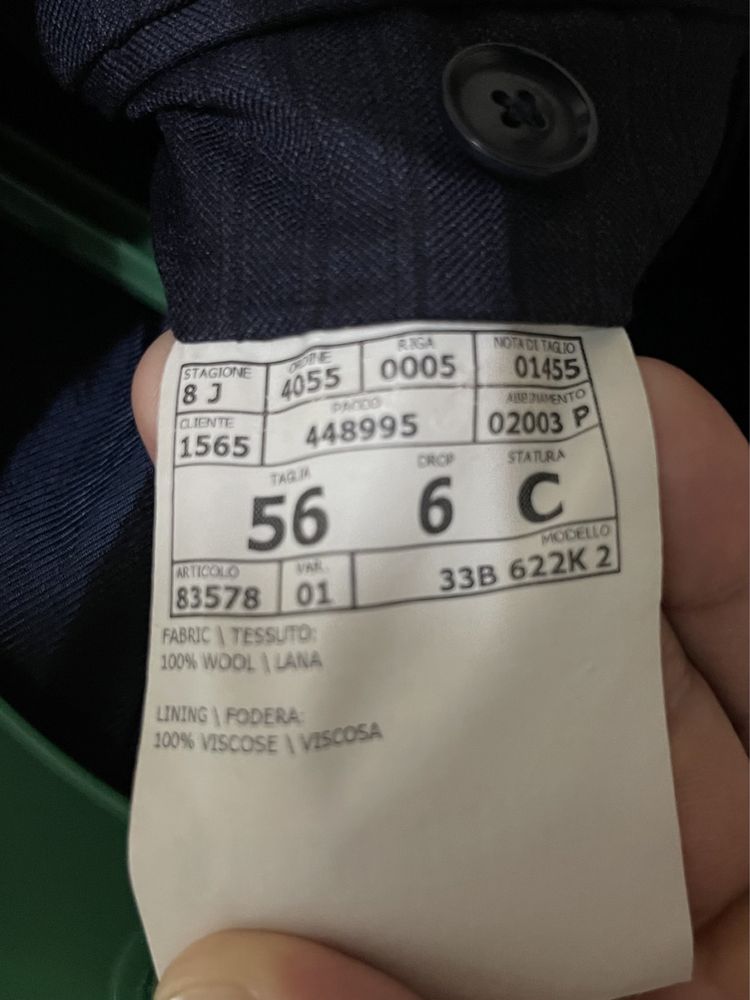 STAGIONE ORDINE RIGA NOTA DI TAGLIO
8 J 4055 0005 01455
CLIENTE PACCO ABBINAMENTO
1565 448995 02003 P
TAGLIA DROP STATURA
56 6 C
ARTICOLO VAR. MODELLO
83578 01 33B 622K 2
FABRIC \ TESSUTO:
100% WOOL \ LANA
LINING \ FODERA:
100% VISCOSE \ VISCOSA